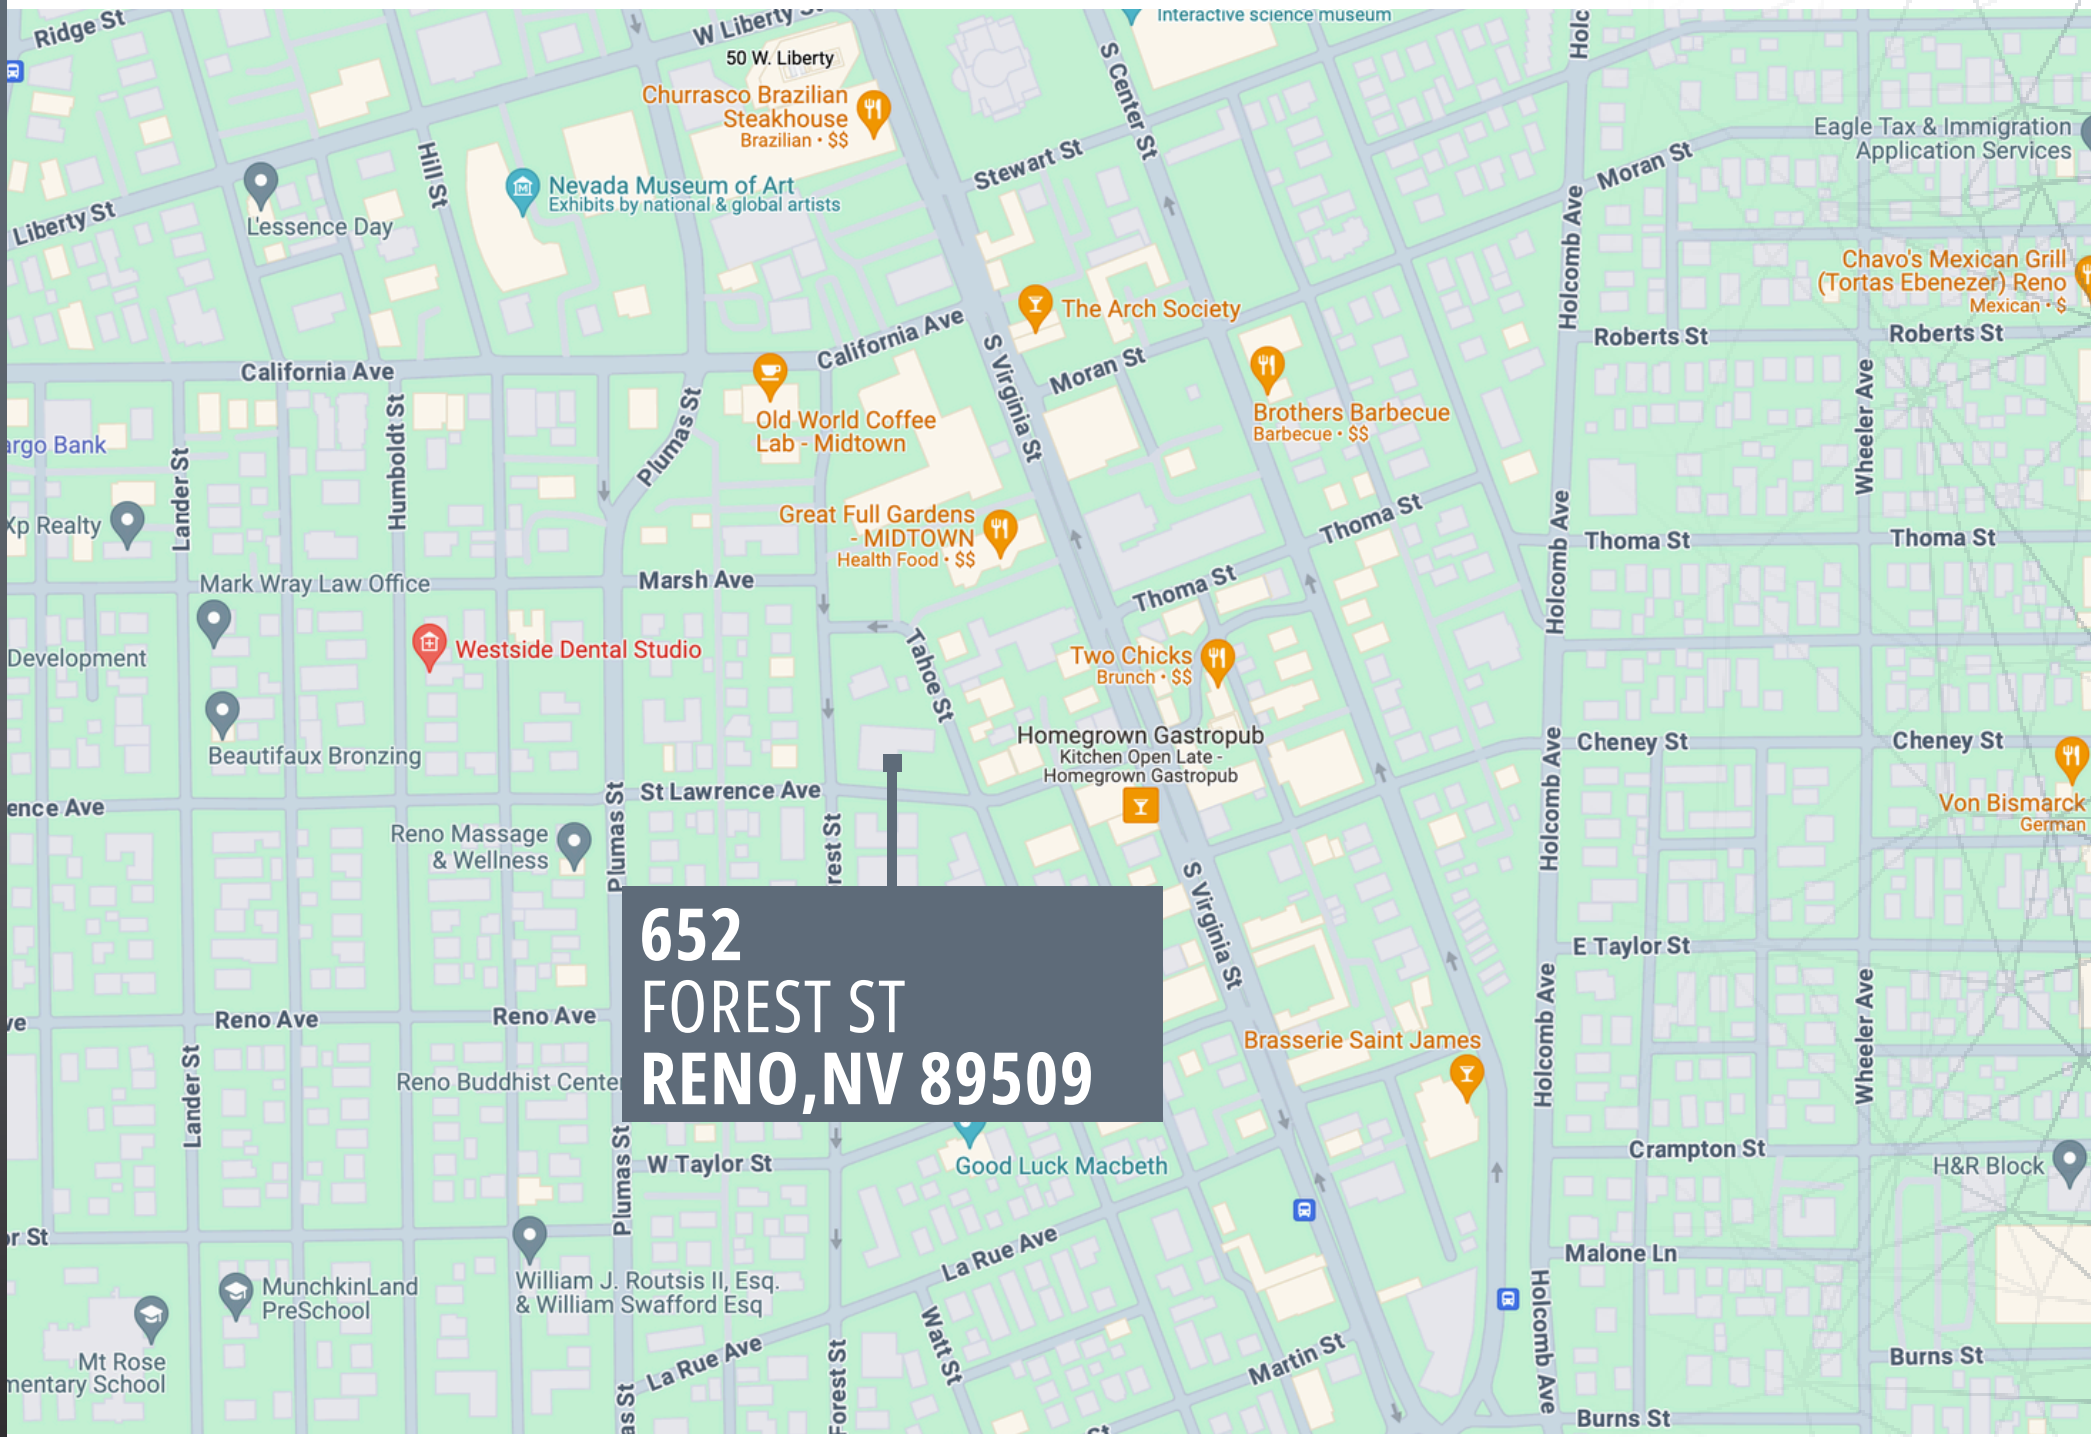 Ridge St
W Liberty St
Interactive science museum
Holc
50 W. Liberty
Churrasco Brazilian
Steakhouse
Brazilian • $$
S Center St
Eagle Tax & Immigration
Application Services
Hill St
Stewart St
Moran St
Nevada Museum of Art
Exhibits by national & global artists
Liberty St
L'essence Day
Holcomb Ave
Chavo's Mexican Grill
(Tortas Ebenezer) Reno
Mexican • $
The Arch Society
California Ave
S Virginia St
Roberts St
Roberts St
California Ave
Moran St
Old World Coffee
Lab - Midtown
Brothers Barbecue
Barbecue • $$
Wheeler Ave
argo Bank
Lander St
Humboldt St
Plumas St
Xp Realty
Great Full Gardens
- MIDTOWN
Health Food • $$
Thoma St
Holcomb Ave
Thoma St
Thoma St
Mark Wray Law Office
Marsh Ave
Thoma St
Development
Westside Dental Studio
Tahoe St
Two Chicks
Brunch • $$
Beautifaux Bronzing
Homegrown Gastropub
Kitchen Open Late -
Homegrown Gastropub
Holcomb Ave
Cheney St
Cheney St
ence Ave
St Lawrence Ave
Plumas St
Von Bismarck
German
Reno Massage
& Wellness
rest St
S Virginia St
652
FOREST ST
RENO,NV 89509
E Taylor St
Holcomb Ave
Wheeler Ave
ve
Reno Ave
Reno Ave
Brasserie Saint James
Lander St
Reno Buddhist Cente
Plumas St
W Taylor St
Good Luck Macbeth
Crampton St
H&R Block
or St
La Rue Ave
Malone Ln
MunchkinLand
PreSchool
William J. Routsis II, Esq.
& William Swafford Esq
Holcomb Ave
Mt Rose
mentary School
La Rue Ave
Forest St
Watt St
Martin St
Burns St
as St
St
Burns St